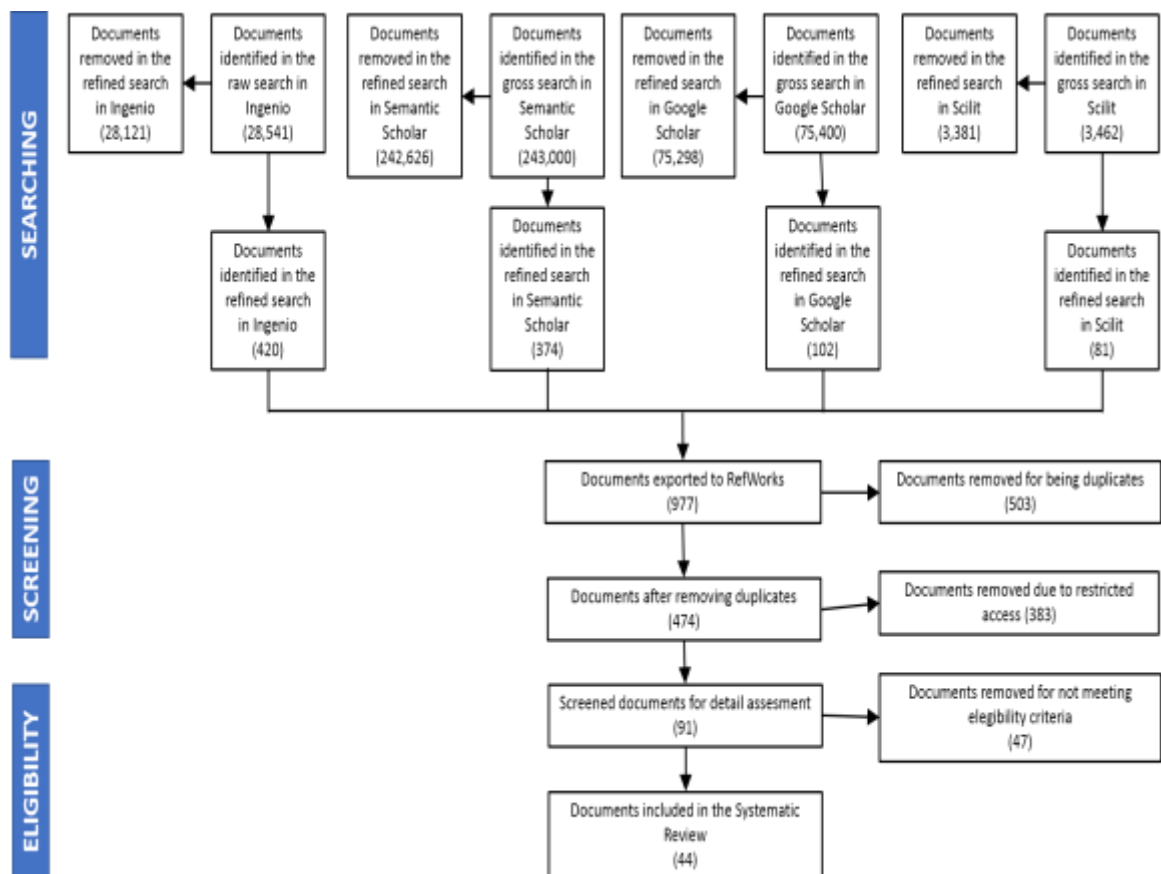 SEARCHING
Documents
removed in the
refined search
in Ingenio
(28,121)
Documents
identified in the
raw search in
Ingenio
(28,541)
Documents
removed in the
refined search
in Semantic
Scholar
(242,626)
Documents
identified in the
gross search in
Semantic
Scholar
(243,000)
Documents
removed in the
refined search
in Google
Scholar
(75,298)
Documents
identified in
the gross
search in
Google Scholar
(75,400)
Documents
removed in
the refined
search in Scilit
(3,381)
Documents
identified in the
gross search in
Scilit
(3,462)
Documents
identified in the
refined search
in Ingenio
(420)
Documents
identified in the
refined search
in Semantic
Scholar
(374)
Documents
identified in the
refined search
in Google
Scholar
(102)
Documents
identified in the
refined search
in Scilit
(81)
SCREENING
Documents exported to RefWorks
(977)
Documents removed for being duplicates
(503)
Documents after removing duplicates
(474)
Documents removed due to restricted
access (383)
ELIGIBILITY
Screened documents for detail assesment
(91)
Documents removed for not meeting
elegibility criteria
(47)
Documents included in the Systematic
Review
(44)